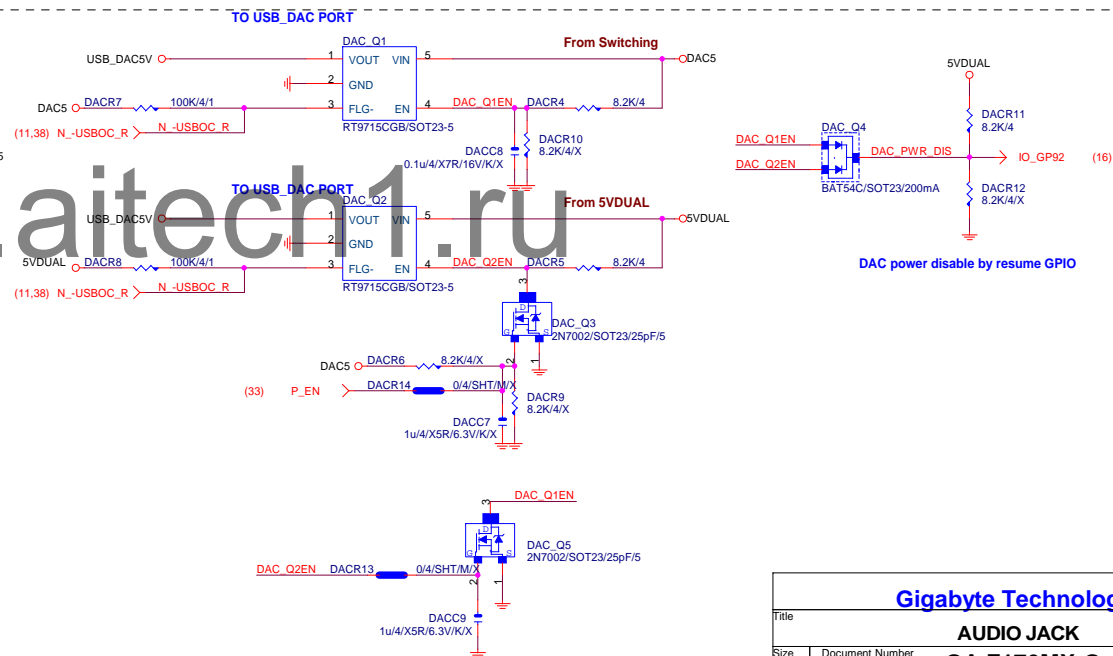 TO USB_DAC PORT
DAC_Q1
From Switching
USB_DAC5V
1 VOUT VIN 5
DAC5
2 GND
DAC5 DACR7 100K/4/1
3 FLG- EN 4
DAC_Q1EN DACR4 8.2K/4
(11,38) N_-USBOC_R N_-USBOC_R
RT9715CGB/SOT23-5
DACC8
0.1u/4/X7R/16V/K/X
DACR10
8.2K/4/X
5VDUAL
DACR11
8.2K/4
DAC_Q4
DAC_Q1EN
DAC_Q2EN
DAC_PWR_DIS
IO_GP92 (16)
BAT54C/SOT23/200mA
DACR12
8.2K/4/X
DAC power disable by resume GPIO
.aitech1.ru
TO USB_DAC PORT
DAC_Q2
From 5VDUAL
USB_DAC5V
1 VOUT VIN 5
5VDUAL
2 GND
5VDUAL DACR8 100K/4/1
3 FLG- EN 4
DAC_Q2EN DACR5 8.2K/4
(11,38) N_-USBOC_R N_-USBOC_R
RT9715CGB/SOT23-5
3
D
G S
DAC_Q3
2N7002/SOT23/25pF/5
2 1
DAC5 DACR6 8.2K/4/X
(33) P_EN DACR14 0/4/SHT/M/X
DACR9
8.2K/4/X
DACC7
1u/4/X5R/6.3V/K/X
3
DAC_Q1EN
D
G S
DAC_Q5
2N7002/SOT23/25pF/5
DAC_Q2EN DACR13 0/4/SHT/M/X
2 1
DACC9
1u/4/X5R/6.3V/K/X
Gigabyte Technolog
Title
AUDIO JACK
Size Document Number